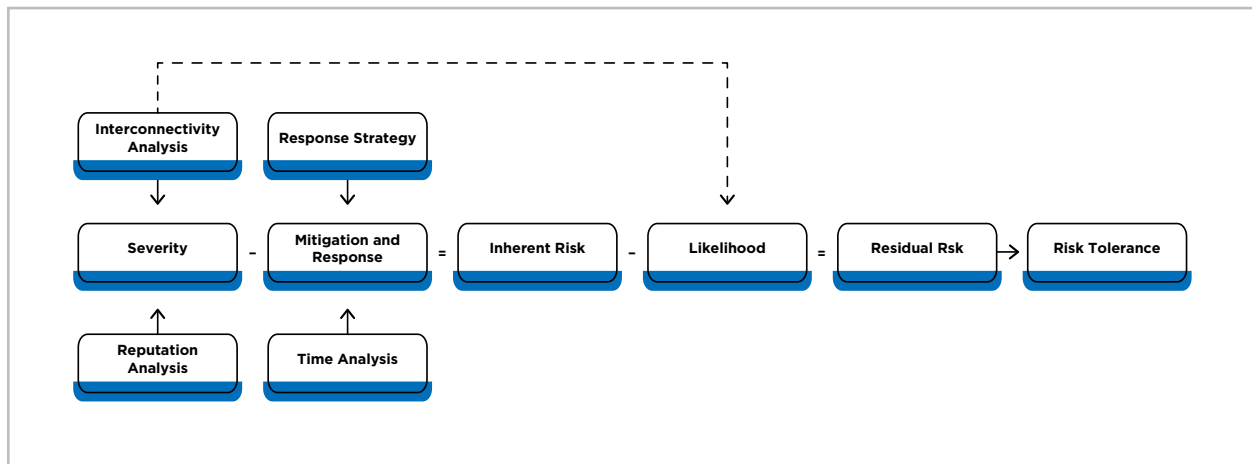 Interconnectivity
Analysis
Response Strategy
Severity
-
Mitigation and
Response
=
Inherent Risk
-
Likelihood
=
Residual Rsk
Risk Tolerance
Reputation
Analysis
Time Analysis